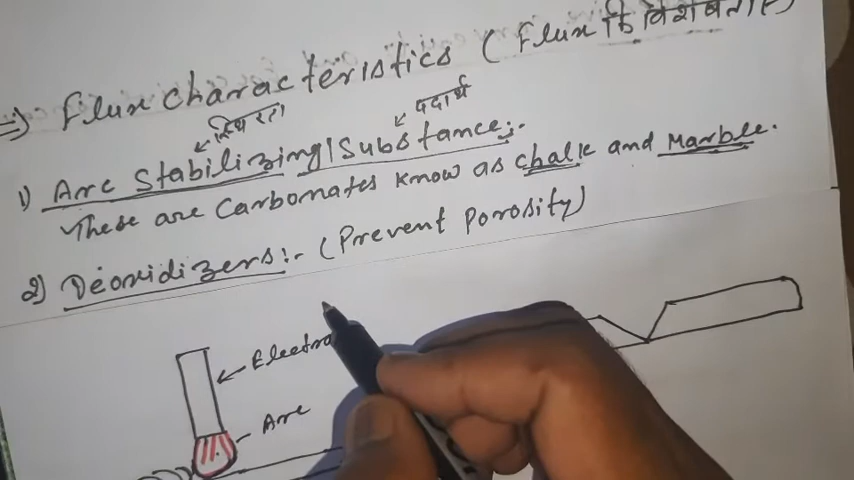 => Flux characteristics (Flux कि विशेषता)
स्थिरता पदार्थ
1) Arc Stabilizing/Substance:-
These are Carbonates know as chalk and Marble.
2) Deoxidizers:- (Prevent Porosity)
Electro
Arc